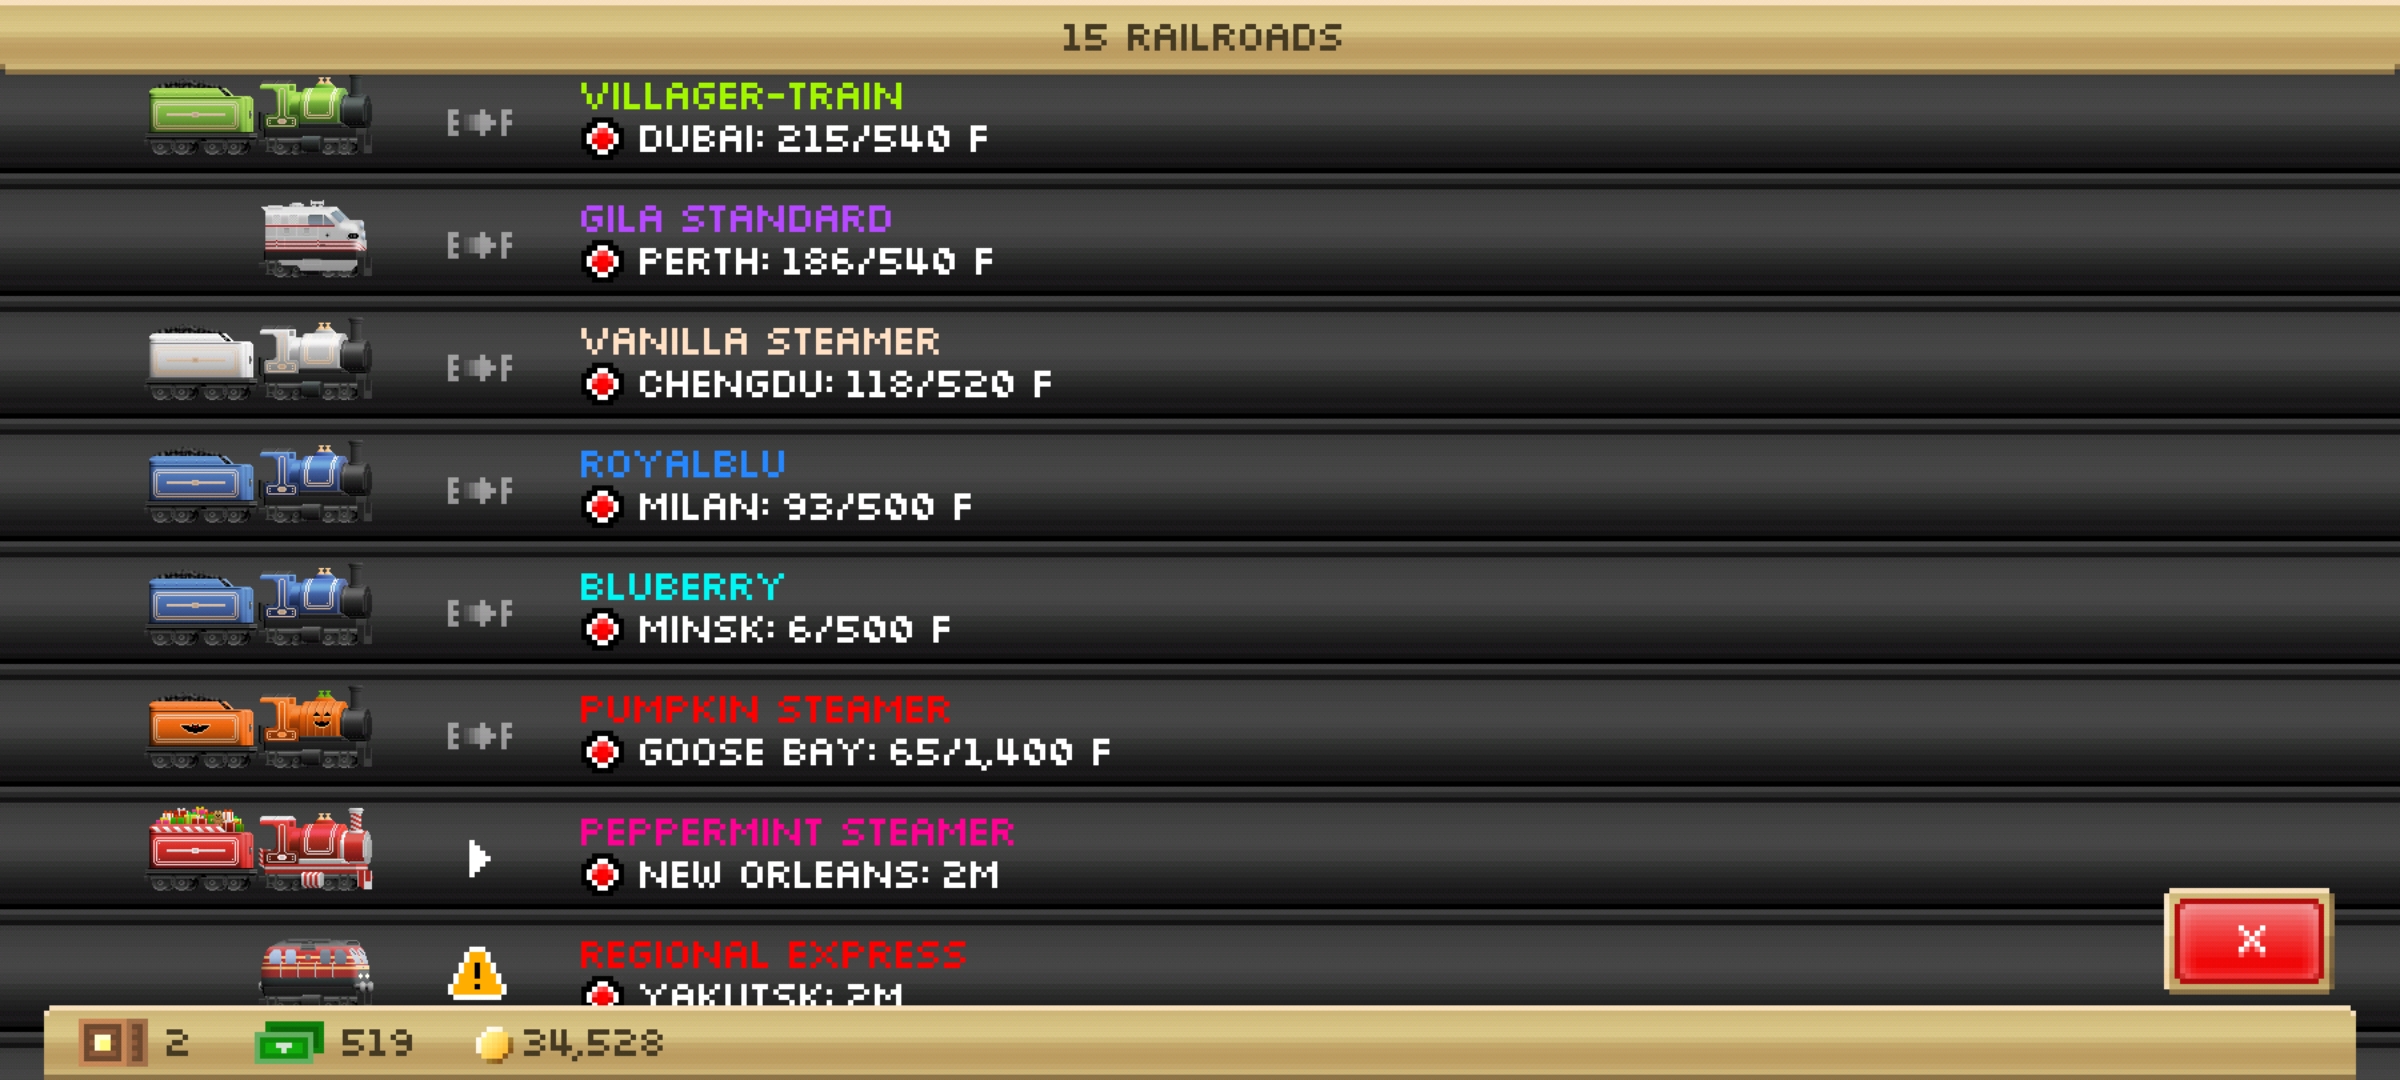 15 RAILROADS
VILLAGER-TRAIN
E F
DUBAI: 215/540 F
GILA STANDARD
E F
PERTH: 186/540 F
VANILLA STEAMER
E F
CHENGDU: 118/520 F
ROYALBLU
E F
MILAN: 93/500 F
BLUBERRY
E F
MINSK: 6/500 F
PUMPKIN STEAMER
E F
GOOSE BAY: 65/1,400 F
PEPPERMINT STEAMER
NEW ORLEANS: 2M
REGIONAL EXPRESS
YAKUTSK: 2M
X
2 519 34,528